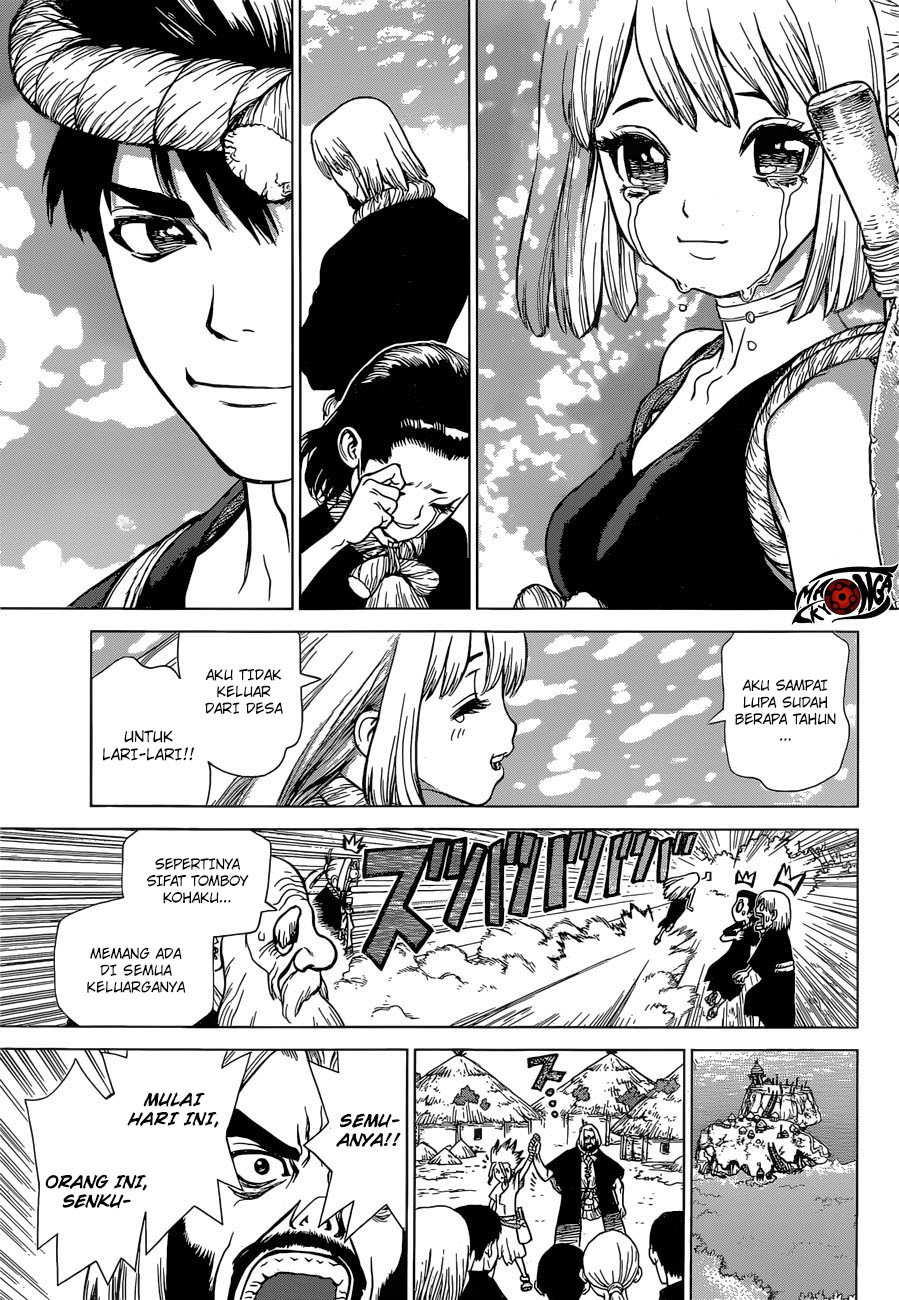 MANGA
AKU SAMPAI
LUPA SUDAH
BERAPA TAHUN
...
AKU TIDAK
KELUAR
DARI DESA
UNTUK
LARI-LARI!!
SEPERTINYA
SIFAT TOMBOY
KOHAKU...
MEMANG ADA
DI SEMUA
KELUARGANYA
ズババババババ
ズ...
SEMU-
ANYA!!
MULAI
HARI INI,
ORANG INI,
SENKU-